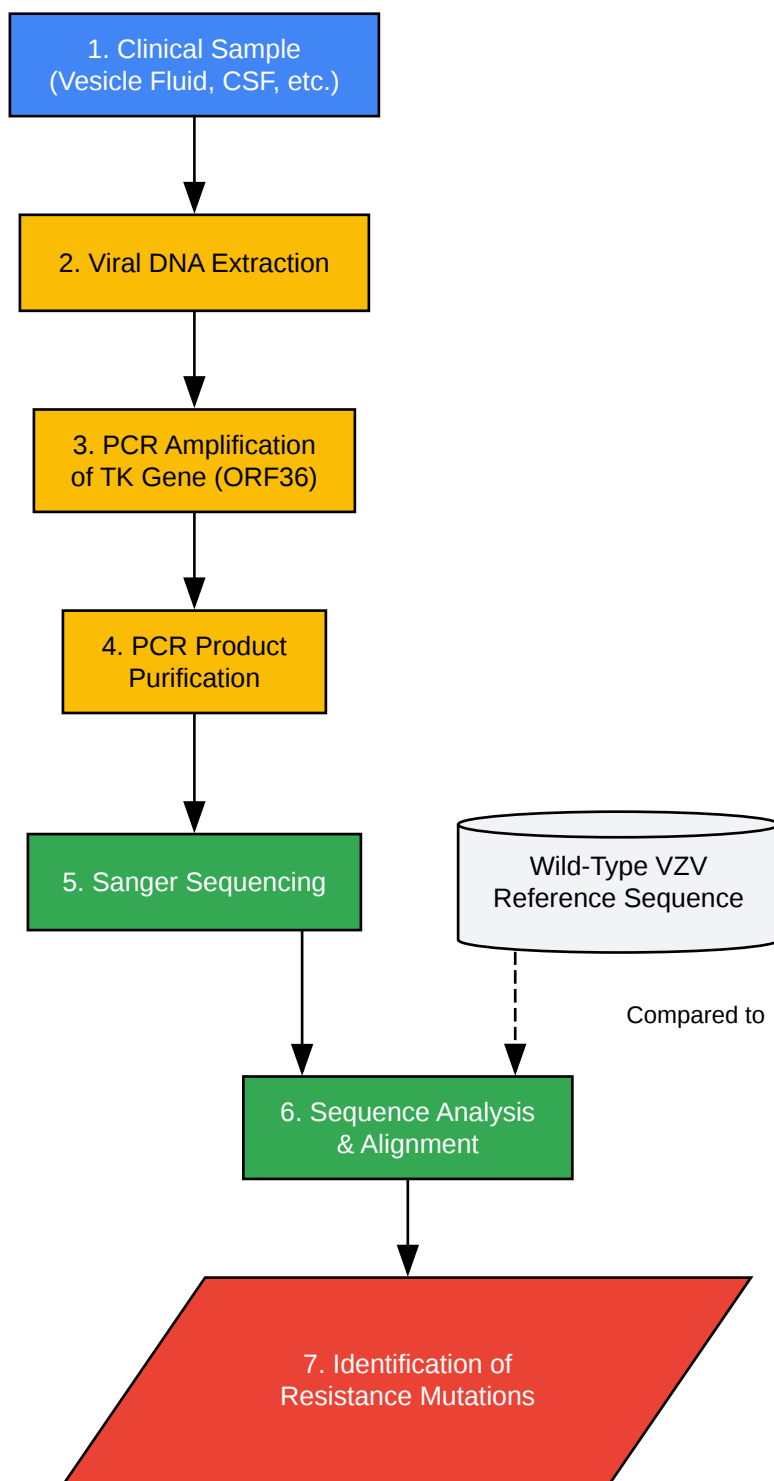 1. Clinical Sample
(Vesicle Fluid, CSF, etc.)
2. Viral DNA Extraction
3. PCR Amplification
of TK Gene (ORF36)
4. PCR Product
Purification
5. Sanger Sequencing
Wild-Type VZV
Reference Sequence
Compared to
6. Sequence Analysis
& Alignment
7. Identification of
Resistance Mutations